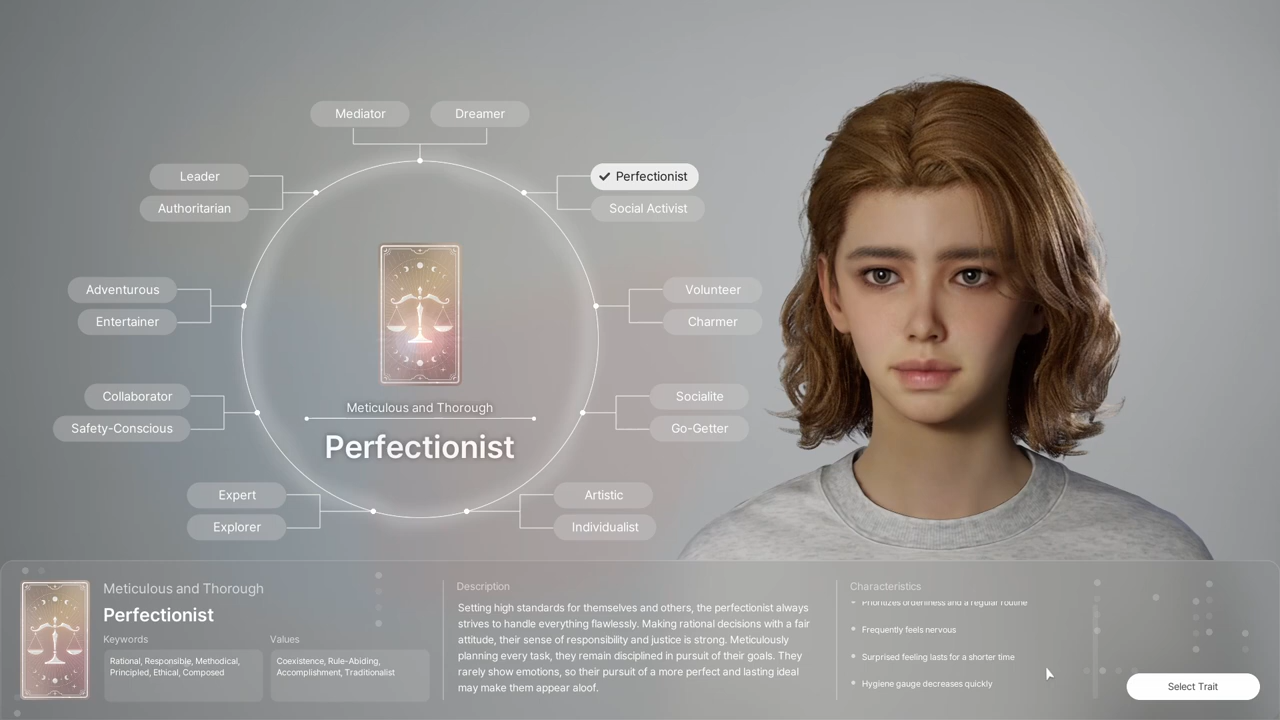 Mediator
Dreamer
Leader
Authoritarian
Perfectionist
Social Activist
Adventurous
Entertainer
Volunteer
Charmer
Collaborator
Safety-Conscious
Socialite
Go-Getter
Expert
Explorer
Artistic
Individualist
Meticulous and Thorough
Perfectionist
Meticulous and Thorough
Perfectionist
Keywords
Rational, Responsible, Methodical,
Principled, Ethical, Composed
Values
Coexistence, Rule-Abiding,
Accomplishment, Traditionalist
Description
Setting high standards for themselves and others, the perfectionist always
strives to handle everything flawlessly. Making rational decisions with a fair
attitude, their sense of responsibility and justice is strong. Meticulously
planning every task, they remain disciplined in pursuit of their goals. They
rarely show emotions, so their pursuit of a more perfect and lasting ideal
may make them appear aloof.
Characteristics
Prioritizes orderliness and a regular routine
Frequently feels nervous
Surprised feeling lasts for a shorter time
Hygiene gauge decreases quickly
Select Trait